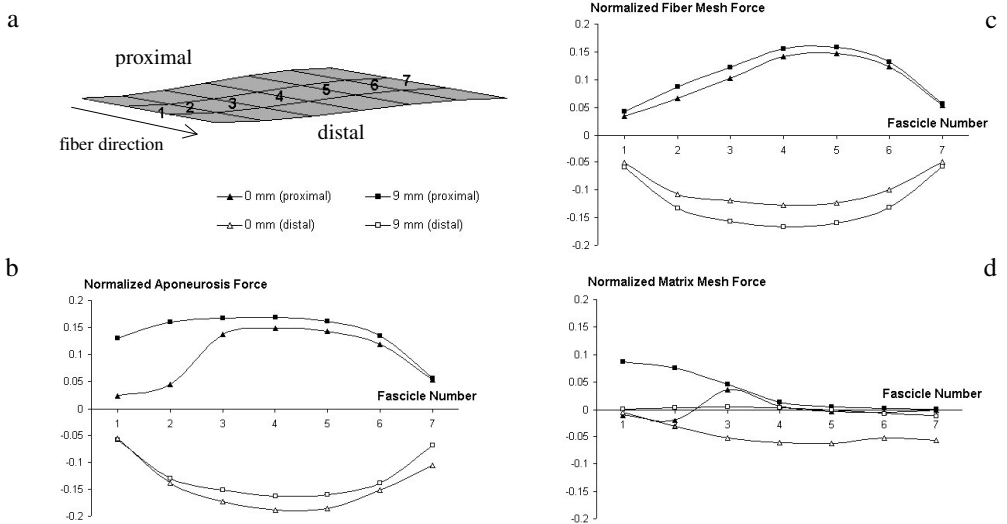 a
proximal
1 2 3 4 5 6 7
distal
fiber direction
0 mm (proximal) 9 mm (proximal)
0 mm (distal) 9 mm (distal)
b
Normalized Aponeurosis Force
0.2
0.15
0.1
0.05
Fascicle Number
0
1 2 3 4 5 6 7
-0.05
-0.1
-0.15
-0.2
c
Normalized Fiber Mesh Force
0.2
0.15
0.1
0.05
Fascicle Number
0
1 2 3 4 5 6 7
-0.05
-0.1
-0.15
-0.2
d
Normalized Matrix Mesh Force
0.2
0.15
0.1
0.05
Fascicle Number
0
1 2 3 4 5 6 7
-0.05
-0.1
-0.15
-0.2